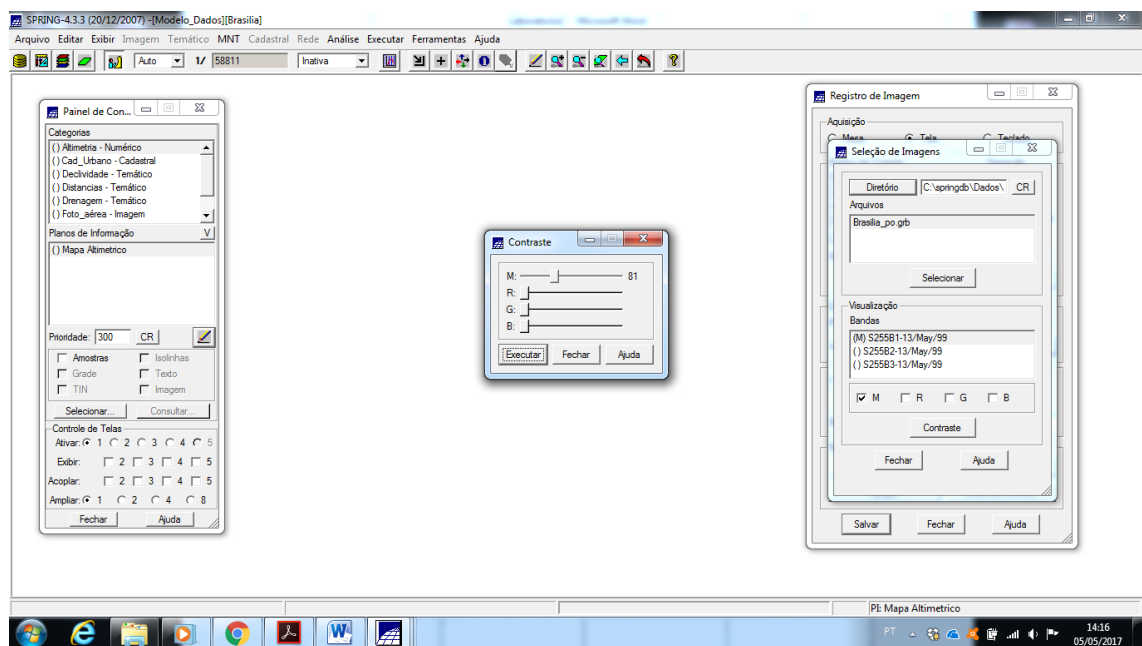 SPRING-4.3.3 (20/12/2007) -[Modelo_Dados][Brasilia]
Arquivo Editar Exibir Imagem Temático MNT Cadastral Rede Análise Executar Ferramentas Ajuda
Auto 1/ 58811 Inativa
Painel de Con...
Categorias
( ) Altimetria - Numérico
( ) Cad_Urbano - Cadastral
( ) Declividade - Temático
( ) Distancias - Temático
( ) Drenagem - Temático
( ) Foto_aérea - Imagem
Planos de Informação V
( ) Mapa Altimetrico
Prioridade: 300 CR
Amostras Isolinhas
Grade Texto
TIN Imagem
Selecionar... Consultar...
Controle de Telas
Ativar: 1 2 3 4 5
Exibir: 2 3 4 5
Acoplar: 2 3 4 5
Ampliar: 1 2 4 8
Fechar Ajuda
Contraste
M: 81
R:
G:
B:
Executar Fechar Ajuda
Registro de Imagem
Aquisição
Mesa Tela Teclado
Seleção de Imagens
Diretório C:\springdb\Dados\ CR
Arquivos
Brasilia_po.grb
Selecionar
Visualização
Bandas
(M) S255B1-13/May/99
( ) S255B2-13/May/99
( ) S255B3-13/May/99
M R G B
Contraste
Fechar Ajuda
Salvar Fechar Ajuda
PI: Mapa Altimetrico
PT 14:16
05/05/2017